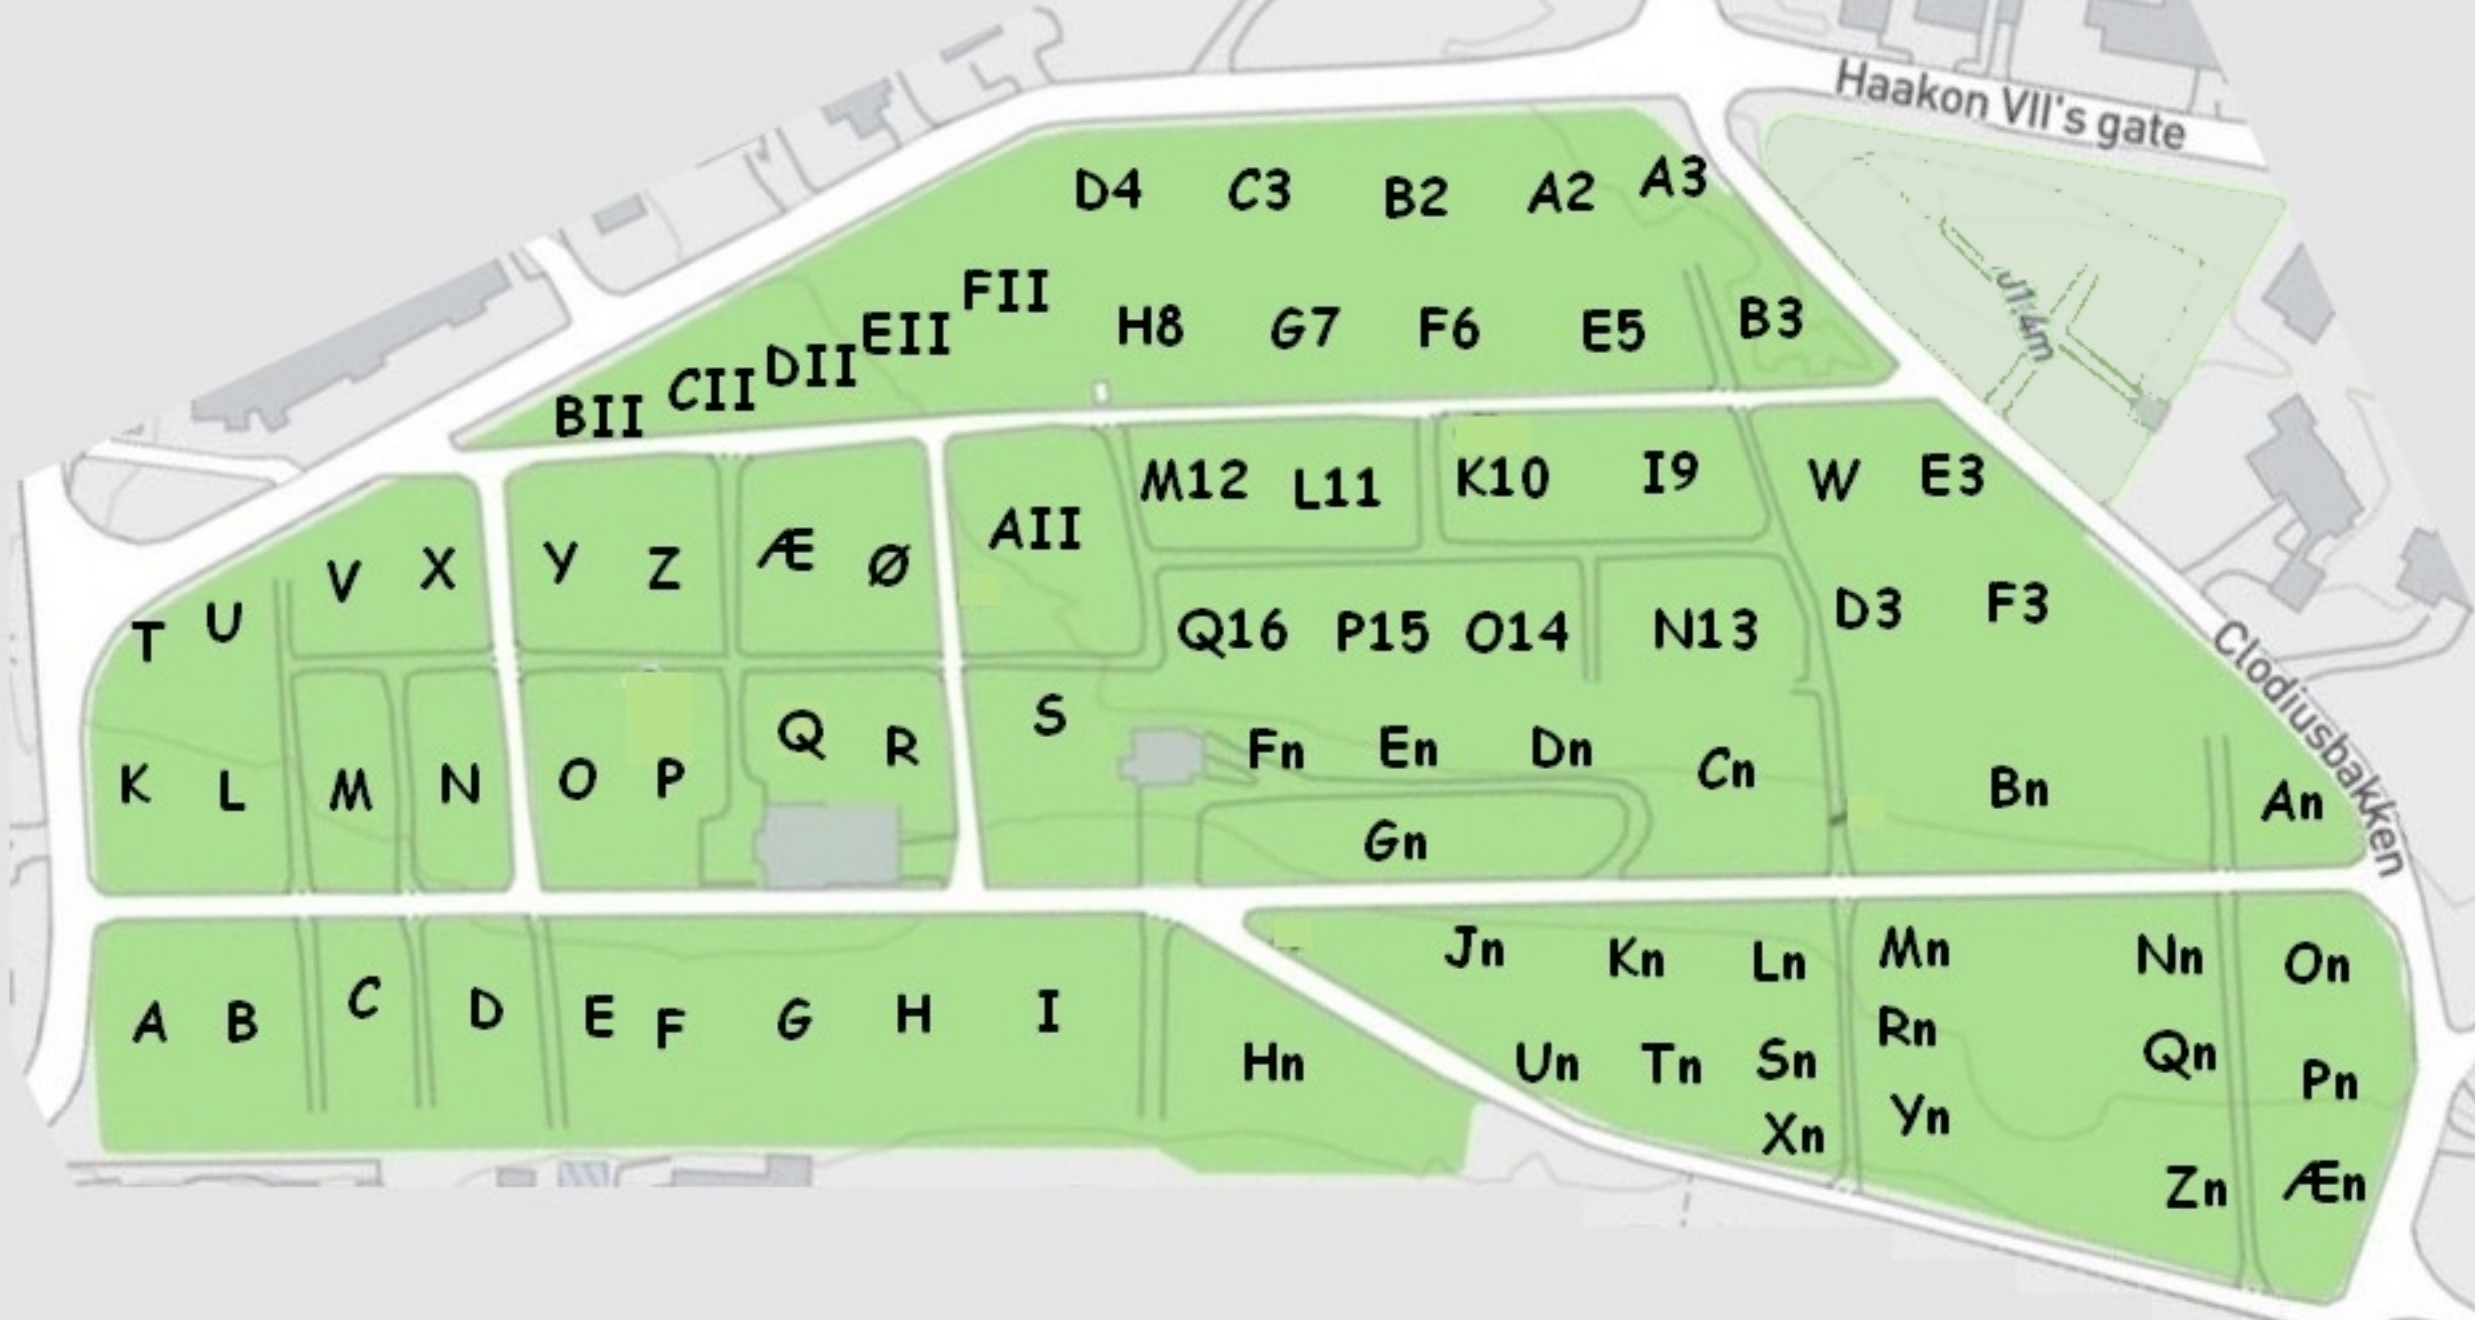 Haakon VII's gate
D4 C3 B2 A2 A3
BII CII DII EII FII H8 G7 F6 E5 B3
M12 L11 K10 I9 W E3
V X Y Z Æ Ø AII
T U Q16 P15 O14 N13 D3 F3
Clodiusbakken
K L M N O P Q R S Fn En Dn Cn Bn An
Gn
A B C D E F G H I Hn
Jn Kn Ln Mn Nn On
Un Tn Sn Rn Qn Pn
Xn Yn
Zn Æn